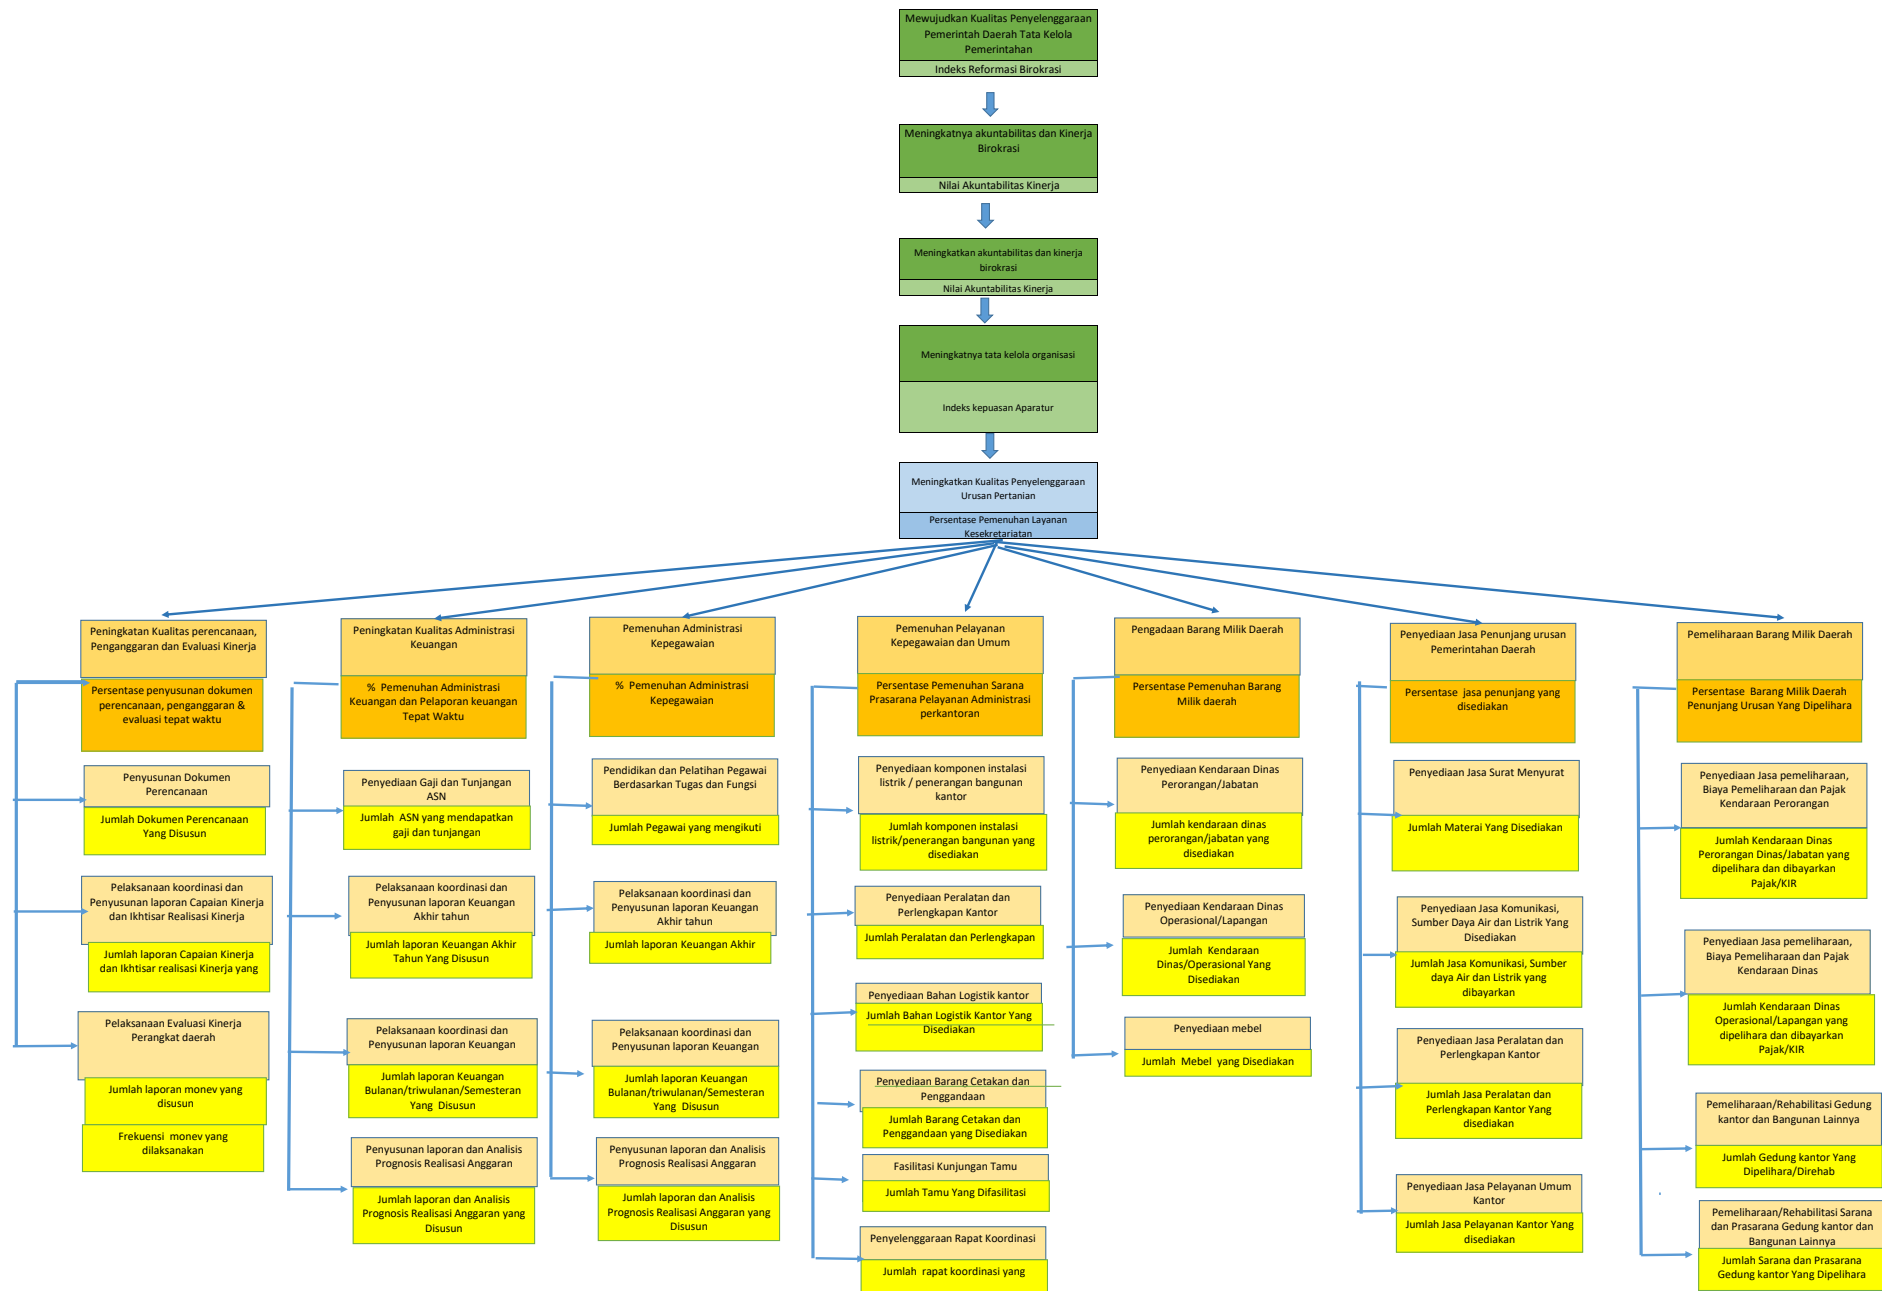 Mewujudkan Kualitas Penyelenggaraan
Pemerintah Daerah Tata Kelola
Pemerintahan
Indeks Reformasi Birokrasi
Meningkatnya akuntabilitas dan Kinerja
Birokrasi
Nilai Akuntabilitas Kinerja
Meningkatkan akuntabilitas dan kinerja
birokrasi
Nilai Akuntabilitas Kinerja
Meningkatnya tata kelola organisasi
Indeks kepuasan Aparatur
Meningkatkan Kualitas Penyelenggaraan
Urusan Pertanian
Persentase Pemenuhan Layanan
Kesekretariatan
Peningkatan Kualitas perencanaan,
Penganggaran dan Evaluasi Kinerja
Persentase penyusunan dokumen
perencanaan, penganggaran &
evaluasi tepat waktu
Penyusunan Dokumen
Perencanaan
Jumlah Dokumen Perencanaan
Yang Disusun
Pelaksanaan koordinasi dan
Penyusunan laporan Capaian Kinerja
dan Ikhtisar Realisasi Kinerja
Jumlah laporan Capaian Kinerja
dan Ikhtisar realisasi Kinerja yang
Pelaksanaan Evaluasi Kinerja
Perangkat daerah
Jumlah laporan monev yang
disusun
Frekuensi monev yang
dilaksanakan
Peningkatan Kualitas Administrasi
Keuangan
% Pemenuhan Administrasi
Keuangan dan Pelaporan keuangan
Tepat Waktu
Penyediaan Gaji dan Tunjangan
ASN
Jumlah ASN yang mendapatkan
gaji dan tunjangan
Pelaksanaan koordinasi dan
Penyusunan laporan Keuangan
Akhir tahun
Jumlah laporan Keuangan Akhir
Tahun Yang Disusun
Pelaksanaan koordinasi dan
Penyusunan laporan Keuangan
Jumlah laporan Keuangan
Bulanan/triwulanan/Semesteran
Yang Disusun
Penyusunan laporan dan Analisis
Prognosis Realisasi Anggaran
Jumlah laporan dan Analisis
Prognosis Realisasi Anggaran yang
Disusun
Pemenuhan Administrasi
Kepegawaian
% Pemenuhan Administrasi
Kepegawaian
Pendidikan dan Pelatihan Pegawai
Berdasarkan Tugas dan Fungsi
Jumlah Pegawai yang mengikuti
Pelaksanaan koordinasi dan
Penyusunan laporan Keuangan
Akhir tahun
Jumlah laporan Keuangan Akhir
Pelaksanaan koordinasi dan
Penyusunan laporan Keuangan
Jumlah laporan Keuangan
Bulanan/triwulanan/Semesteran
Yang Disusun
Penyusunan laporan dan Analisis
Prognosis Realisasi Anggaran
Jumlah laporan dan Analisis
Prognosis Realisasi Anggaran yang
Disusun
Pemenuhan Pelayanan
Kepegawaian dan Umum
Persentase Pemenuhan Sarana
Prasarana Pelayanan Administrasi
perkantoran
Penyediaan komponen instalasi
listrik / penerangan bangunan
kantor
Jumlah komponen instalasi
listrik/penerangan bangunan yang
disediakan
Penyediaan Peralatan dan
Perlengkapan Kantor
Jumlah Peralatan dan Perlengkapan
Penyediaan Bahan Logistik kantor
Jumlah Bahan Logistik Kantor Yang
Disediakan
Penyediaan Barang Cetakan dan
Penggandaan
Jumlah Barang Cetakan dan
Penggandaan yang Disediakan
Fasilitasi Kunjungan Tamu
Jumlah Tamu Yang Difasilitasi
Penyelenggaraan Rapat Koordinasi
Jumlah rapat koordinasi yang
Pengadaan Barang Milik Daerah
Persentase Pemenuhan Barang
Milik daerah
Penyediaan Kendaraan Dinas
Perorangan/Jabatan
Jumlah kendaraan dinas
perorangan/jabatan yang
disediakan
Penyediaan Kendaraan Dinas
Operasional/Lapangan
Jumlah Kendaraan
Dinas/Operasional Yang
Disediakan
Penyediaan mebel
Jumlah Mebel yang Disediakan
Penyediaan Jasa Penunjang urusan
Pemerintahan Daerah
Persentase jasa penunjang yang
disediakan
Penyediaan Jasa Surat Menyurat
Jumlah Materai Yang Disediakan
Penyediaan Jasa Komunikasi,
Sumber Daya Air dan Listrik Yang
Disediakan
Jumlah Jasa Komunikasi, Sumber
daya Air dan Listrik yang
dibayarkan
Penyediaan Jasa Peralatan dan
Perlengkapan Kantor
Jumlah Jasa Peralatan dan
Perlengkapan Kantor Yang
disediakan
Penyediaan Jasa Pelayanan Umum
Kantor
Jumlah Jasa Pelayanan Kantor Yang
disediakan
Pemeliharaan Barang Milik Daerah
Persentase Barang Milik Daerah
Penunjang Urusan Yang Dipelihara
Penyediaan Jasa pemeliharaan,
Biaya Pemeliharaan dan Pajak
Kendaraan Perorangan
Jumlah Kendaraan Dinas
Perorangan Dinas/Jabatan yang
dipelihara dan dibayarkan
Pajak/KIR
Penyediaan Jasa pemeliharaan,
Biaya Pemeliharaan dan Pajak
Kendaraan Dinas
Jumlah Kendaraan Dinas
Operasional/Lapangan yang
dipelihara dan dibayarkan
Pajak/KIR
Pemeliharaan/Rehabilitasi Gedung
kantor dan Bangunan Lainnya
Jumlah Gedung kantor Yang
Dipelihara/Direhab
Pemeliharaan/Rehabilitasi Sarana
dan Prasarana Gedung kantor dan
Bangunan Lainnya
Jumlah Sarana dan Prasarana
Gedung kantor Yang Dipelihara